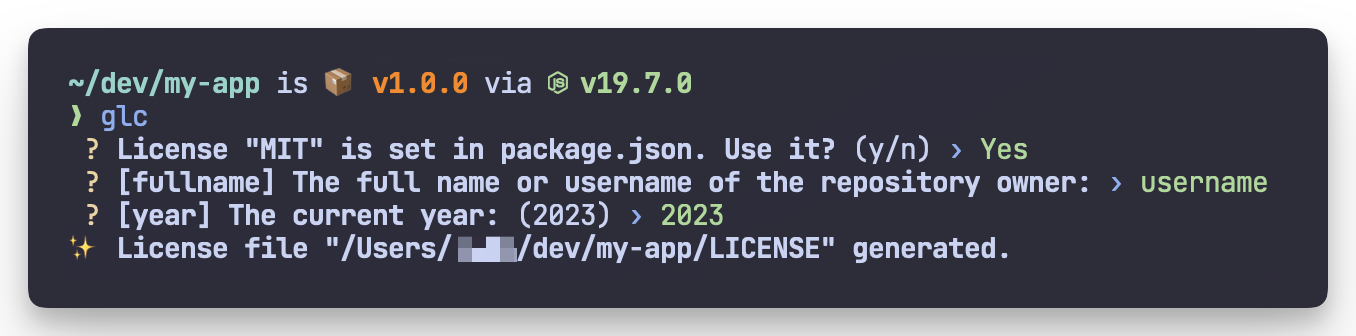 ~/dev/my-app is 📦 v1.0.0 via v19.7.0
❱ glc
? License "MIT" is set in package.json. Use it? (y/n) › Yes
? [fullname] The full name or username of the repository owner: › username
? [year] The current year: (2023) › 2023
✨ License file "/Users/ /dev/my-app/LICENSE" generated.